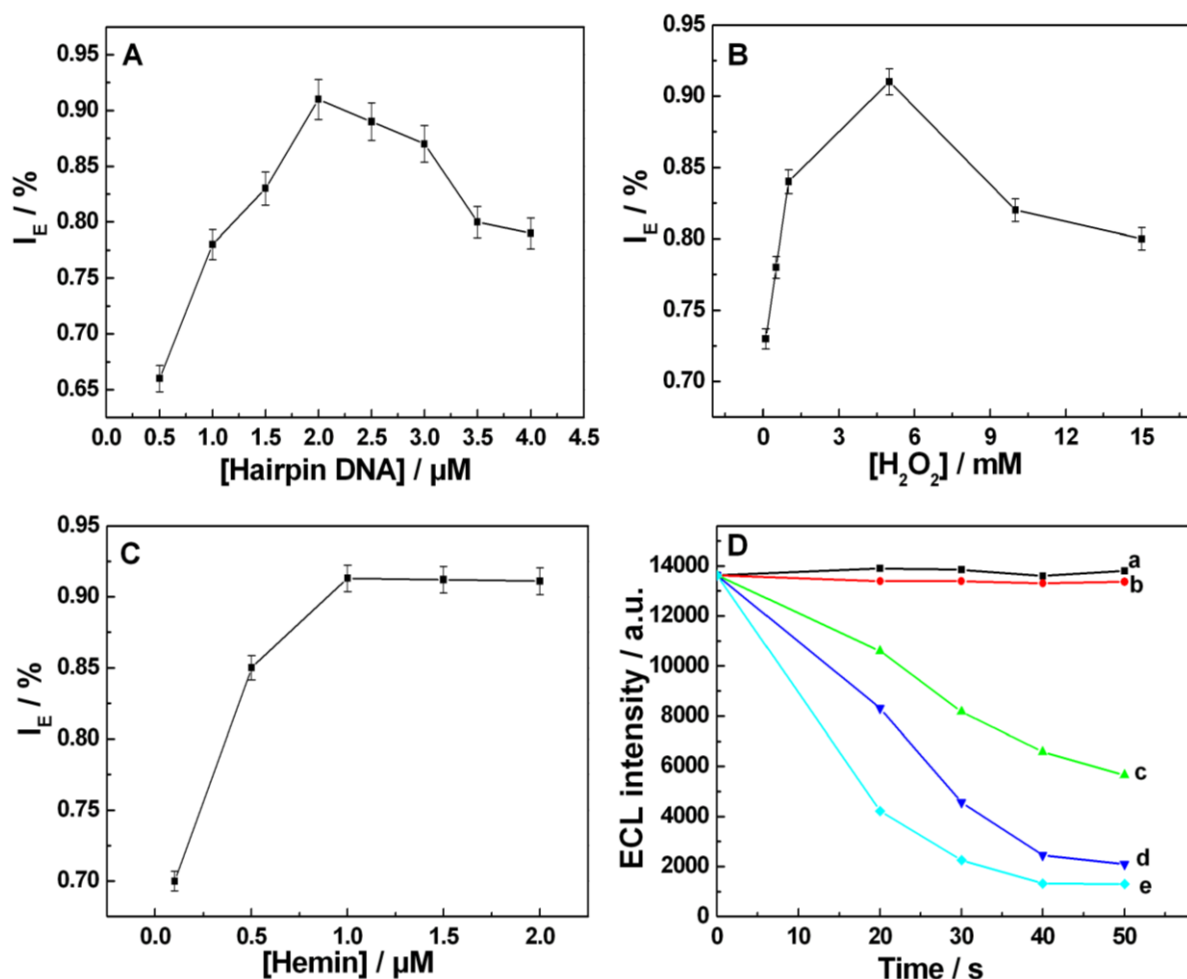 A
I_E / %
0.95
0.90
0.85
0.80
0.75
0.70
0.65
0.0 0.5 1.0 1.5 2.0 2.5 3.0 3.5 4.0 4.5
[Hairpin DNA] / µM
B
I_E / %
0.95
0.90
0.85
0.80
0.75
0.70
0 3 6 9 12 15
[H₂O₂] / mM
C
I_E / %
0.95
0.90
0.85
0.80
0.75
0.70
0.0 0.5 1.0 1.5 2.0
[Hemin] / µM
D
ECL intensity / a.u.
14000
12000
10000
8000
6000
4000
2000
0
a
b
c
d
e
0 10 20 30 40 50
Time / s